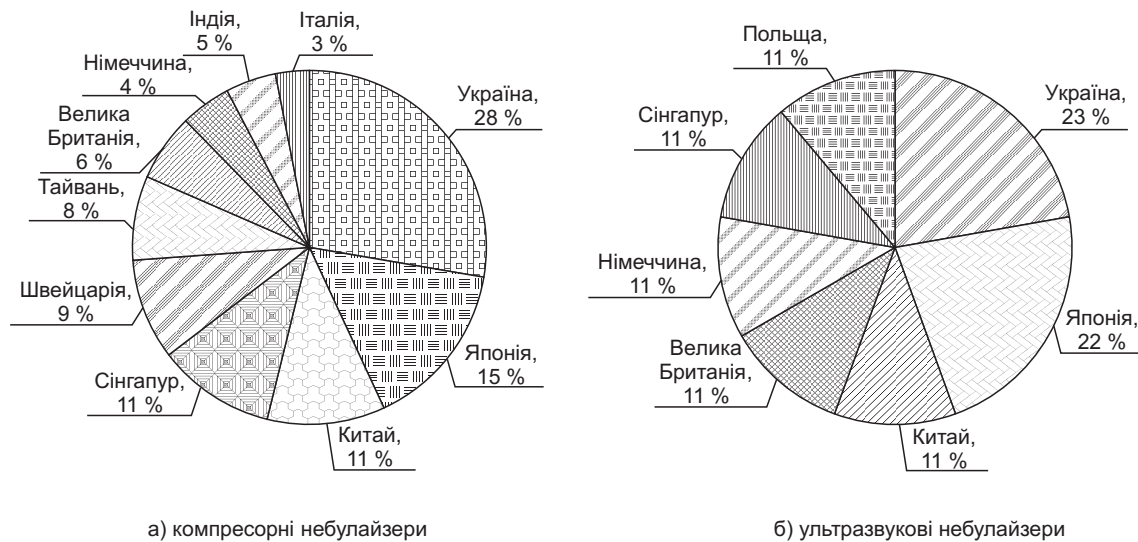 Індія,
5 %
Італія,
3 %
Німеччина,
4 %
Україна,
28 %
Велика
Британія,
6 %
Тайвань,
8 %
Швейцарія,
9 %
Японія,
15 %
Сінгапур,
11 %
Китай,
11 %
а) компресорні небулайзери
Польща,
11 %
Україна,
23 %
Сінгапур,
11 %
Німеччина,
11 %
Японія,
22 %
Велика
Британія,
11 %
Китай,
11 %
б) ультразвукові небулайзери